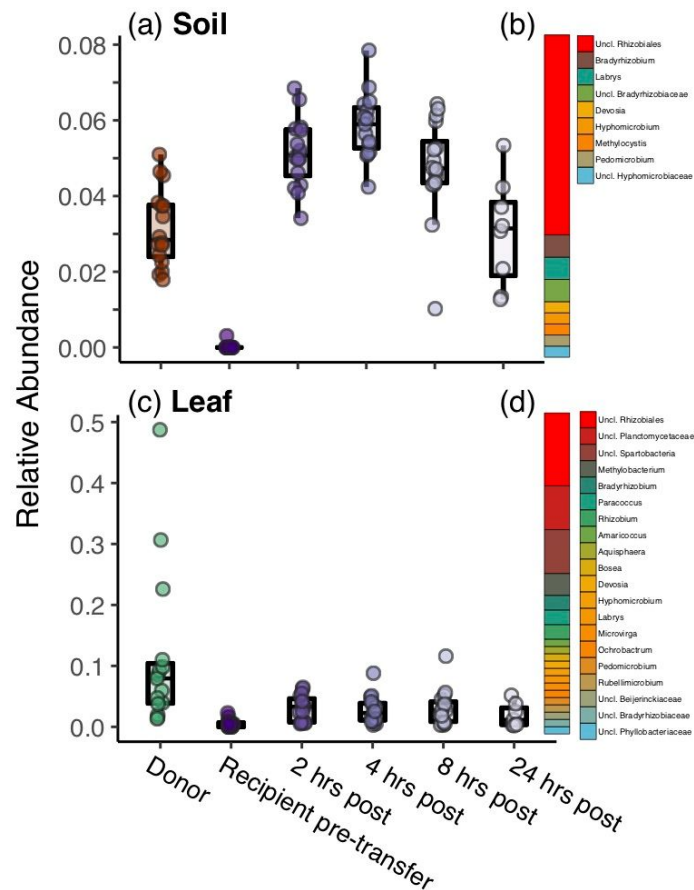 (a) Soil
(b)
0.08
0.06
0.04
0.02
0.00
Uncl. Rhizobiales
Bradyrhizobium
Labrys
Uncl. Bradyrhizobiaceae
Devosia
Hyphomicrobium
Methylocystis
Pedomicrobium
Uncl. Hyphomicrobiaceae
Relative Abundance
(c) Leaf
(d)
0.5
0.4
0.3
0.2
0.1
0.0
Uncl. Rhizobiales
Uncl. Planctomycetaceae
Uncl. Spartobacteria
Methylobacterium
Bradyrhizobium
Paracoccus
Rhizobium
Amaricoccus
Aquisphaera
Bosea
Devosia
Hyphomicrobium
Labrys
Microvirga
Ochrobactrum
Pedomicrobium
Rubellimicrobium
Uncl. Beijerinckiaceae
Uncl. Bradyrhizobiaceae
Uncl. Phyllobacteriaceae
Donor
Recipient pre-transfer
2 hrs post
4 hrs post
8 hrs post
24 hrs post